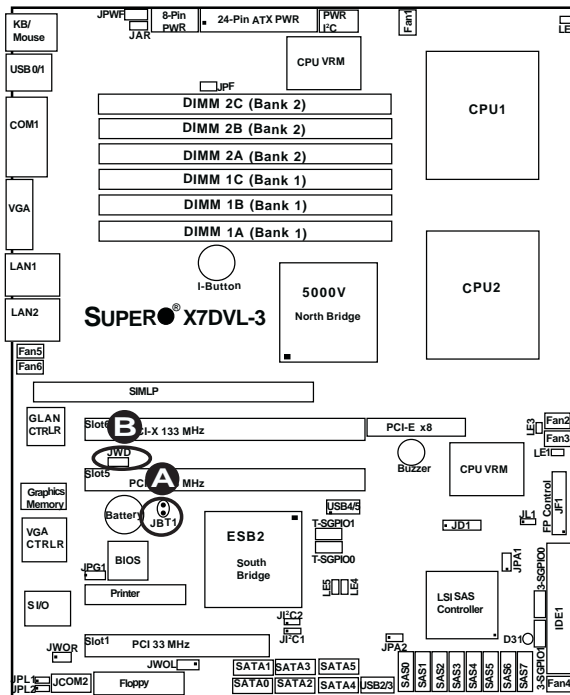 KB/
Mouse
JPWF
JAR
8-Pin
PWR
24-Pin ATX PWR
PWR
I²C
Fan1
LE
USB0/1
CPU VRM
JPF
COM1
CPU1
DIMM 2C (Bank 2)
DIMM 2B (Bank 2)
DIMM 2A (Bank 2)
DIMM 1C (Bank 1)
DIMM 1B (Bank 1)
DIMM 1A (Bank 1)
VGA
LAN1
LAN2
I-Button
5000V
North Bridge
CPU2
SUPER® X7DVL-3
Fan5
Fan6
SIMLP
GLAN
CTRLR
Slot6
B
PCI-X 133 MHz
PCI-E x8
LE3
Fan2
Fan3
JWD
Buzzer
CPU VRM
LE1
Slot5
A
MHz
Graphics
Memory
Battery
JBT1
USB4/5
FP Control
JF1
VGA
CTRLR
ESB2
South
Bridge
T-SGPIO1
T-SGPIO0
JD1
JL1
BIOS
JPG1
JPA1
3-SGPIO0
Printer
LE5
LE4
LSI SAS
Controller
IDE1
S I/O
JI²C2
JI²C1
D31
3-SGPIO1
Slot1
PCI 33 MHz
JPA2
JWOR
JWOL
JPL1
JPL2
JCOM2
Floppy
SATA1
SATA3
SATA5
SATA0
SATA2
SATA4
USB2/3
SAS0
SAS1
SAS2
SAS3
SAS4
SAS5
SAS6
SAS7
Fan4